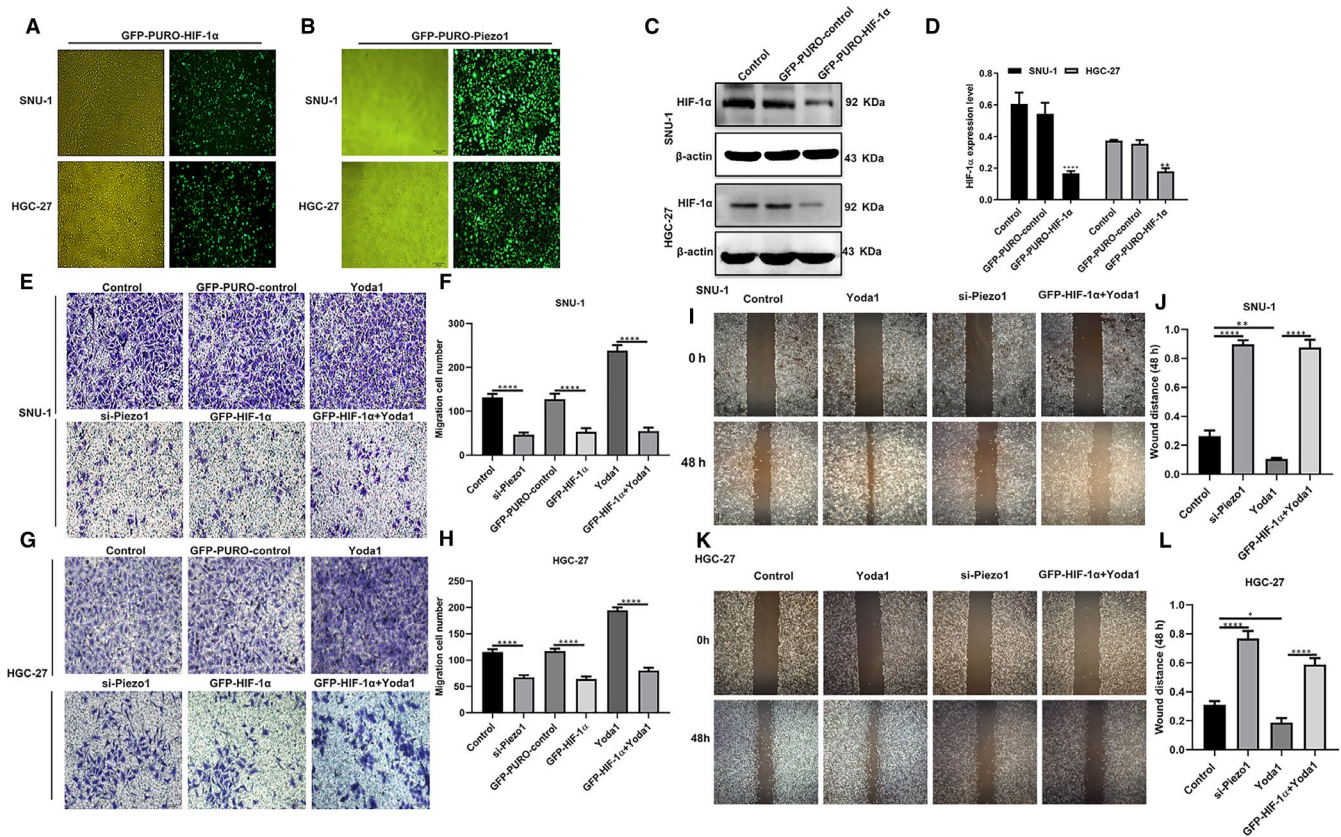 A
GFP-PURO-HIF-1α
SNU-1
HGC-27
B
GFP-PURO-Piezo1
SNU-1
HGC-27
C
Control
GFP-PURO-control
GFP-PURO-HIF-1α
SNU-1
HIF-1α
92 KDa
β-actin
43 KDa
HGC-27
HIF-1α
92 KDa
β-actin
43 KDa
D
SNU-1
HGC-27
HIF-1α expression level
0.8
0.6
0.4
0.2
0.0
****
**
Control
GFP-PURO-control
GFP-PURO-HIF-1α
Control
GFP-PURO-control
GFP-PURO-HIF-1α
E
Control
GFP-PURO-control
Yoda1
SNU-1
si-Piezo1
GFP-HIF-1α
GFP-HIF-1α+Yoda1
F
SNU-1
Migration cell number
300
200
100
0
****
****
****
Control
si-Piezo1
GFP-PURO-control
GFP-HIF-1α
Yoda1
GFP-HIF-1α+Yoda1
G
Control
GFP-PURO-control
Yoda1
HGC-27
si-Piezo1
GFP-HIF-1α
GFP-HIF-1α+Yoda1
H
HGC-27
Migration cell number
250
200
150
100
50
0
****
****
****
Control
si-Piezo1
GFP-PURO-control
GFP-HIF-1α
Yoda1
GFP-HIF-1α+Yoda1
I
SNU-1
Control
Yoda1
si-Piezo1
GFP-HIF-1α+Yoda1
0 h
48 h
J
SNU-1
Wound distance (48 h)
1.0
0.8
0.6
0.4
0.2
0.0
**
****
****
Control
si-Piezo1
Yoda1
GFP-HIF-1α+Yoda1
K
HGC-27
Control
Yoda1
si-Piezo1
GFP-HIF-1α+Yoda1
0h
48h
L
HGC-27
Wound distance (48 h)
1.0
0.8
0.6
0.4
0.2
0.0
*
****
****
Control
si-Piezo1
Yoda1
GFP-HIF-1α+Yoda1